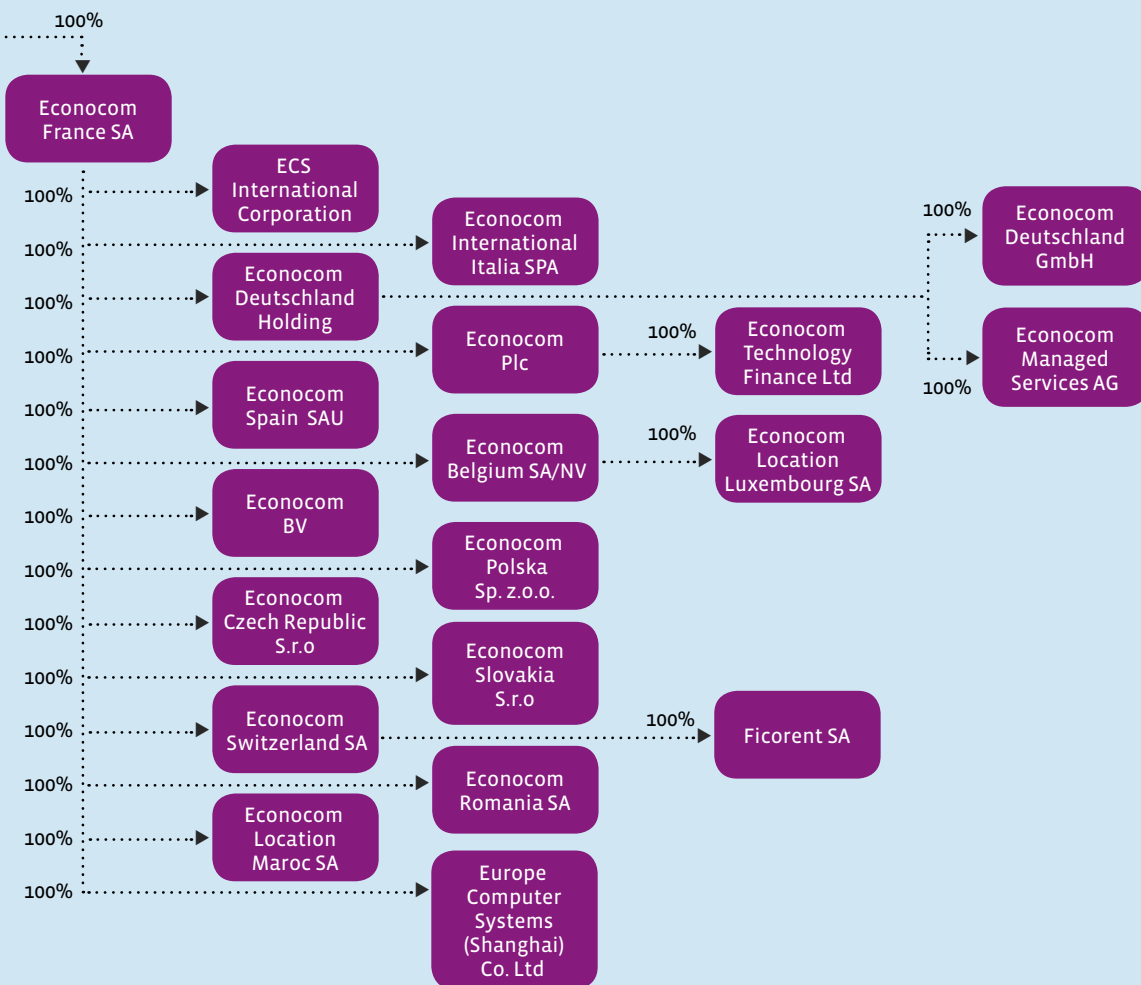 100%
Econocom
France SA
100%
ECS
International
Corporation
100%
Econocom
International
Italia SPA
100%
Econocom
Deutschland
Holding
100%
Econocom
Deutschland
GmbH
100%
Econocom
Managed
Services AG
100%
Econocom
Plc
100%
Econocom
Technology
Finance Ltd
100%
Econocom
Spain SAU
100%
Econocom
Belgium SA/NV
100%
Econocom
Location
Luxembourg SA
100%
Econocom
BV
100%
Econocom
Polska
Sp. z.o.o.
100%
Econocom
Czech Republic
S.r.o
100%
Econocom
Slovakia
S.r.o
100%
Econocom
Switzerland SA
100%
Ficorent SA
100%
Econocom
Romania SA
100%
Econocom
Location
Maroc SA
100%
Europe
Computer
Systems
(Shanghai)
Co. Ltd